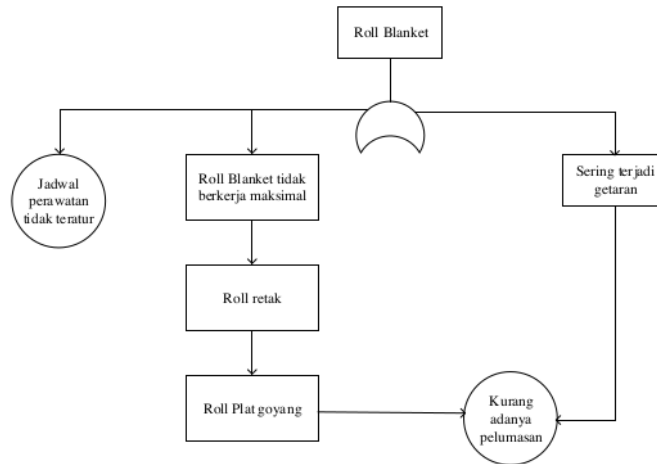 Roll Blanket
Jadwal
perawatan
tidak teratur
Roll Blanket tidak
berkerja maksimal
Sering terjadi
getaran
Roll retak
Roll Plat goyang
Kurang
adanya
pelumasan